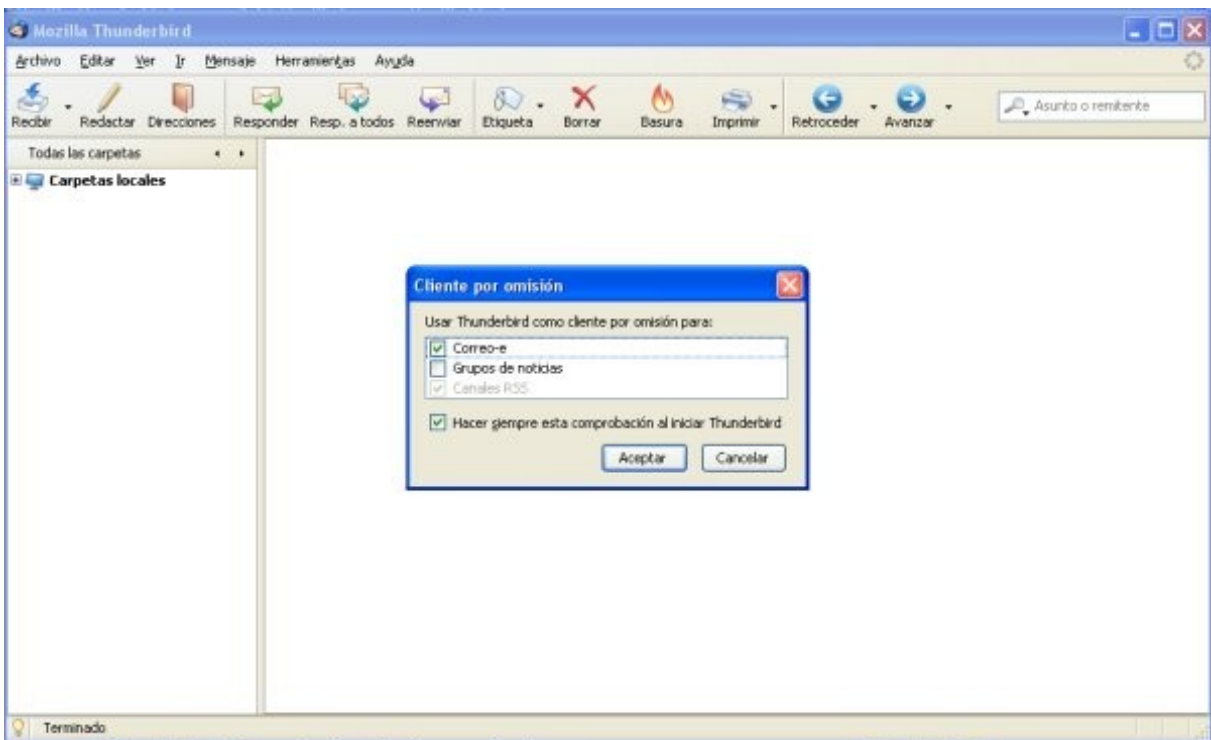 Mozilla Thunderbird
Archivo Editar Ver Ir Mensaje Herramientas Ayuda
Recibir Redactar Direcciones Responder Resp. a todos Reenviar Etiqueta Borrar Basura Imprimir Retroceder Avanzar Asunto o remitente
Todas las carpetas
Carpetas locales
Cliente por omisión
Usar Thunderbird como cliente por omisión para:
Correo-e
Grupos de noticias
Canales RSS
Hacer siempre esta comprobación al iniciar Thunderbird
Aceptar Cancelar
Terminado